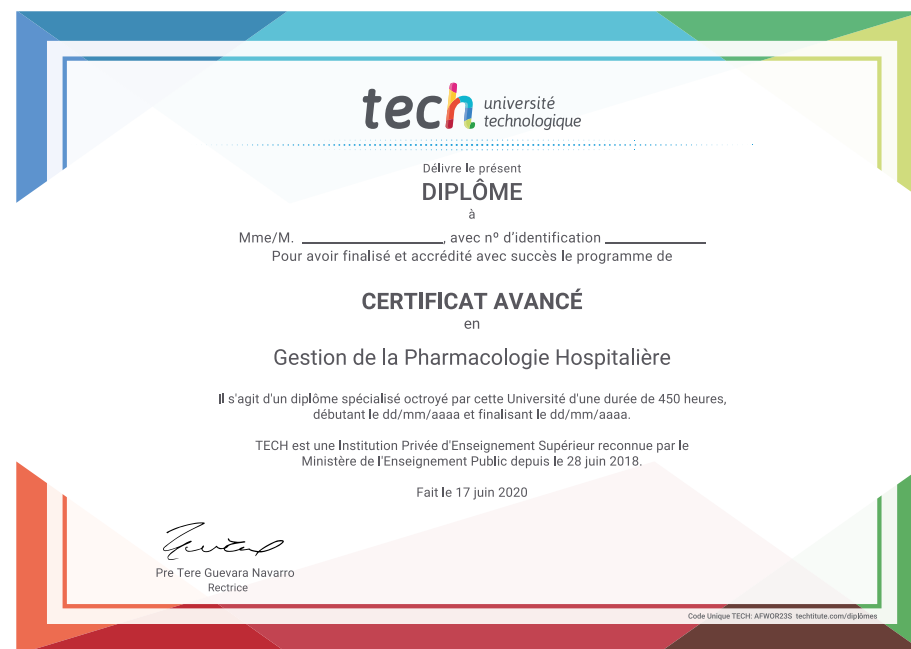 tech université
technologique
Délivre le présent
DIPLÔME
à
Mme/M. ____________________, avec nº d'identification ______________
Pour avoir finalisé et accrédité avec succès le programme de
CERTIFICAT AVANCÉ
en
Gestion de la Pharmacologie Hospitalière
Il s'agit d'un diplôme spécialisé octroyé par cette Université d'une durée de 450 heures,
débutant le dd/mm/aaaa et finalisant le dd/mm/aaaa.
TECH est une Institution Privée d'Enseignement Supérieur reconnue par le
Ministère de l'Enseignement Public depuis le 28 juin 2018.
Fait le 17 juin 2020
Pre Tere Guevara Navarro
Rectrice
Code Unique TECH: AFWOR23S techtitute.com/diplômes